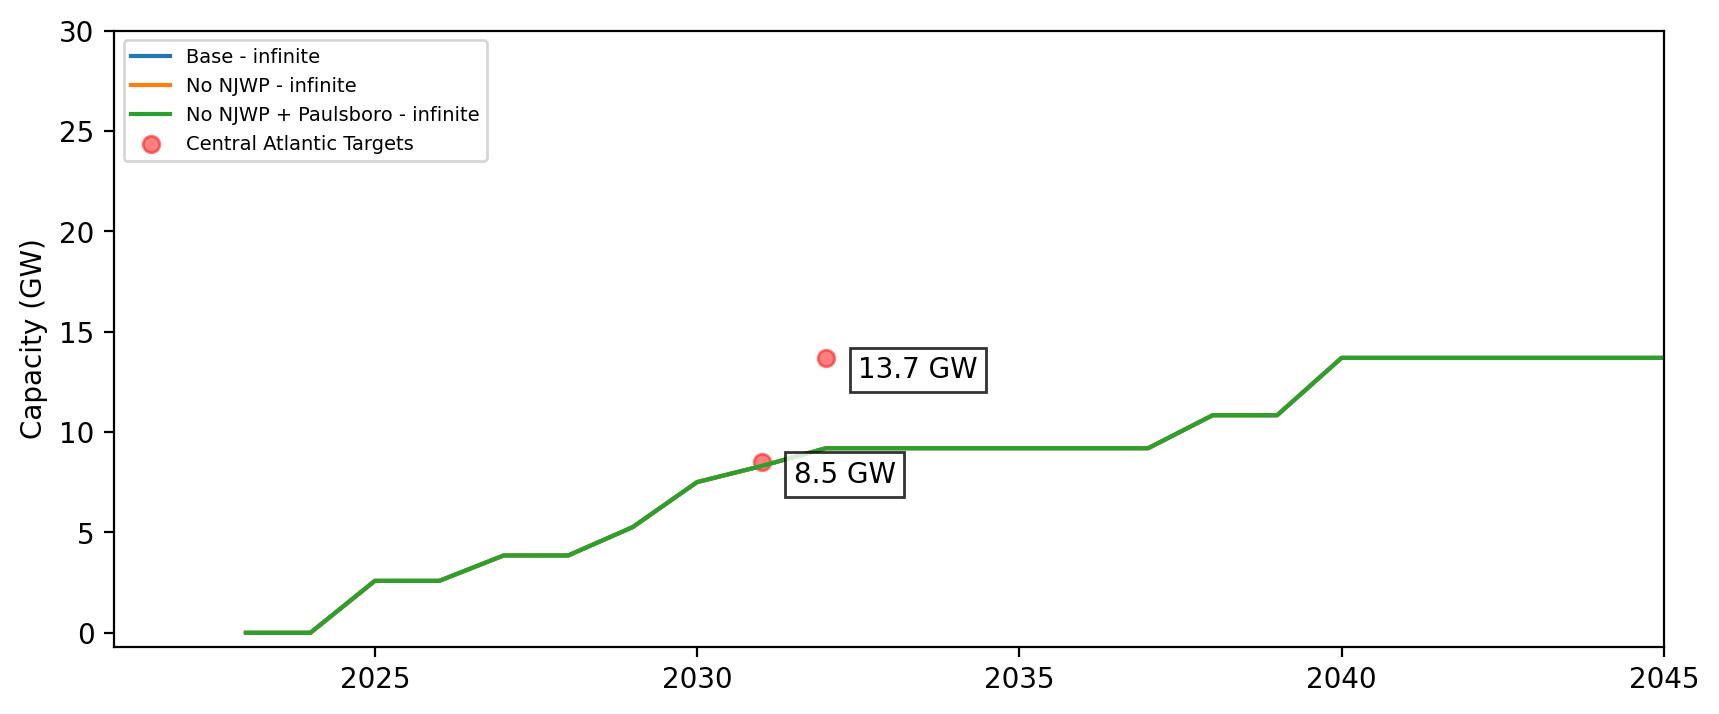 30
25
20
15
10
5
0
Capacity (GW)
Base - infinite
No NJWP - infinite
No NJWP + Paulsboro - infinite
Central Atlantic Targets
13.7 GW
8.5 GW
2025
2030
2035
2040
2045